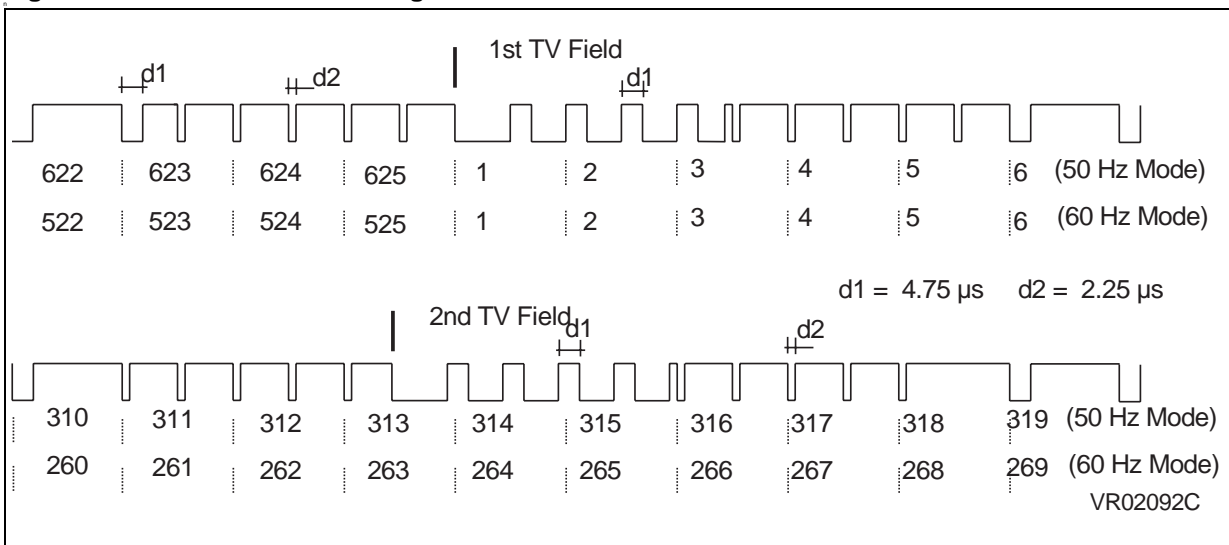 1st TV Field
d1 d2 d1
622 623 624 625 1 2 3 4 5 6 (50 Hz Mode)
522 523 524 525 1 2 3 4 5 6 (60 Hz Mode)
d1 = 4.75 µs d2 = 2.25 µs
2nd TV Field
d1 d2
310 311 312 313 314 315 316 317 318 319 (50 Hz Mode)
260 261 262 263 264 265 266 267 268 269 (60 Hz Mode)
VR02092C